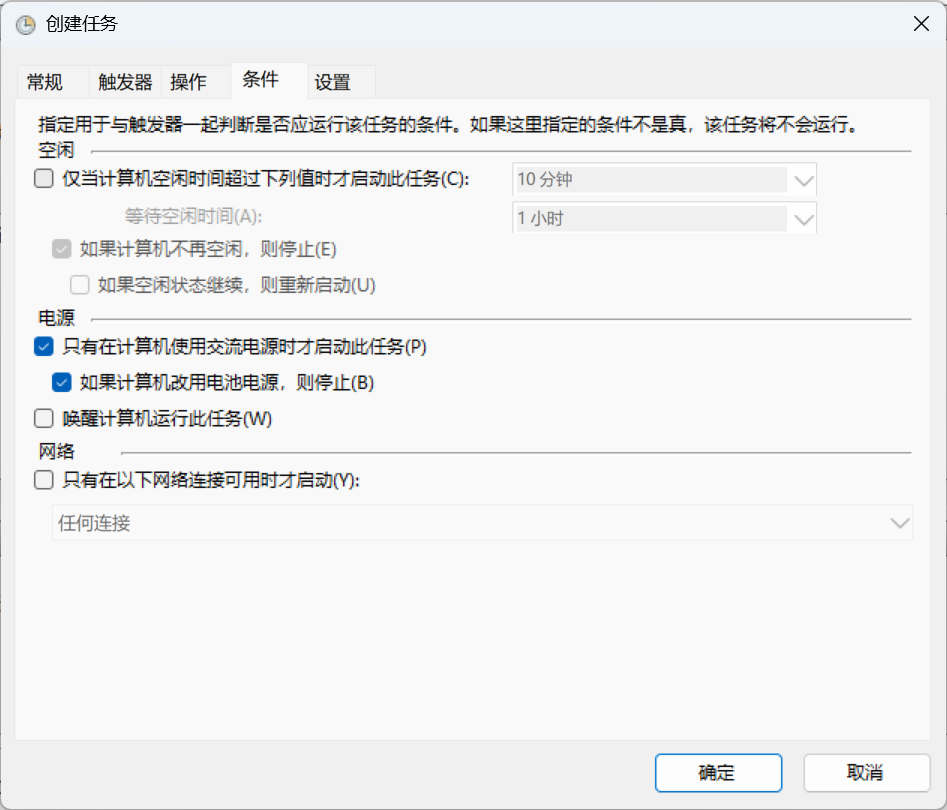 创建任务
常规 触发器 操作 条件 设置
指定用于与触发器一起判断是否应运行该任务的条件。如果这里指定的条件不是真，该任务将不会运行。
空闲
仅当计算机空闲时间超过下列值时才启动此任务(C): 10 分钟
等待空闲时间(A): 1 小时
如果计算机不再空闲，则停止(E)
如果空闲状态继续，则重新启动(U)
电源
只有在计算机使用交流电源时才启动此任务(P)
如果计算机改用电池电源，则停止(B)
唤醒计算机运行此任务(W)
网络
只有在以下网络连接可用时才启动(Y):
任何连接
确定 取消